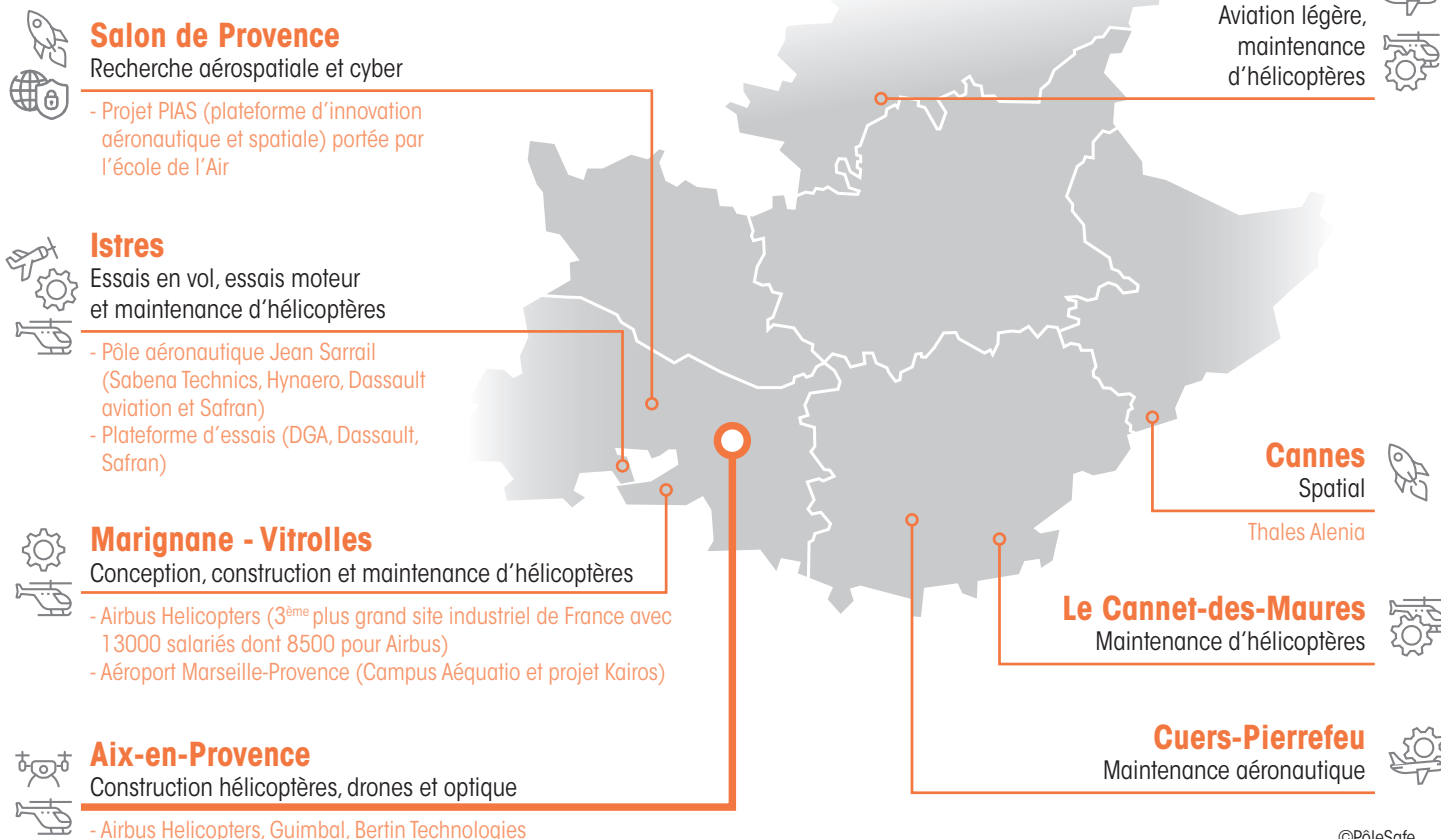 Salon de Provence
Recherche aérospatiale et cyber
- Projet PIAS (plateforme d'innovation
aéronautique et spatiale) portée par
l'école de l'Air
Istres
Essais en vol, essais moteur
et maintenance d'hélicoptères
- Pôle aéronautique Jean Sarrail
(Sabena Technics, Hynaero, Dassault
aviation et Safran)
- Plateforme d'essais (DGA, Dassault,
Safran)
Marignane - Vitrolles
Conception, construction et maintenance d'hélicoptères
- Airbus Helicopters (3ème plus grand site industriel de France avec
13000 salariés dont 8500 pour Airbus)
- Aéroport Marseille-Provence (Campus Aéquatio et projet Kairos)
Aix-en-Provence
Construction hélicoptères, drones et optique
- Airbus Helicopters, Guimbal, Bertin Technologies
Aviation légère,
maintenance
d'hélicoptères
Cannes
Spatial
Thales Alenia
Le Cannet-des-Maures
Maintenance d'hélicoptères
Cuers-Pierrefeu
Maintenance aéronautique
©PôleSafe